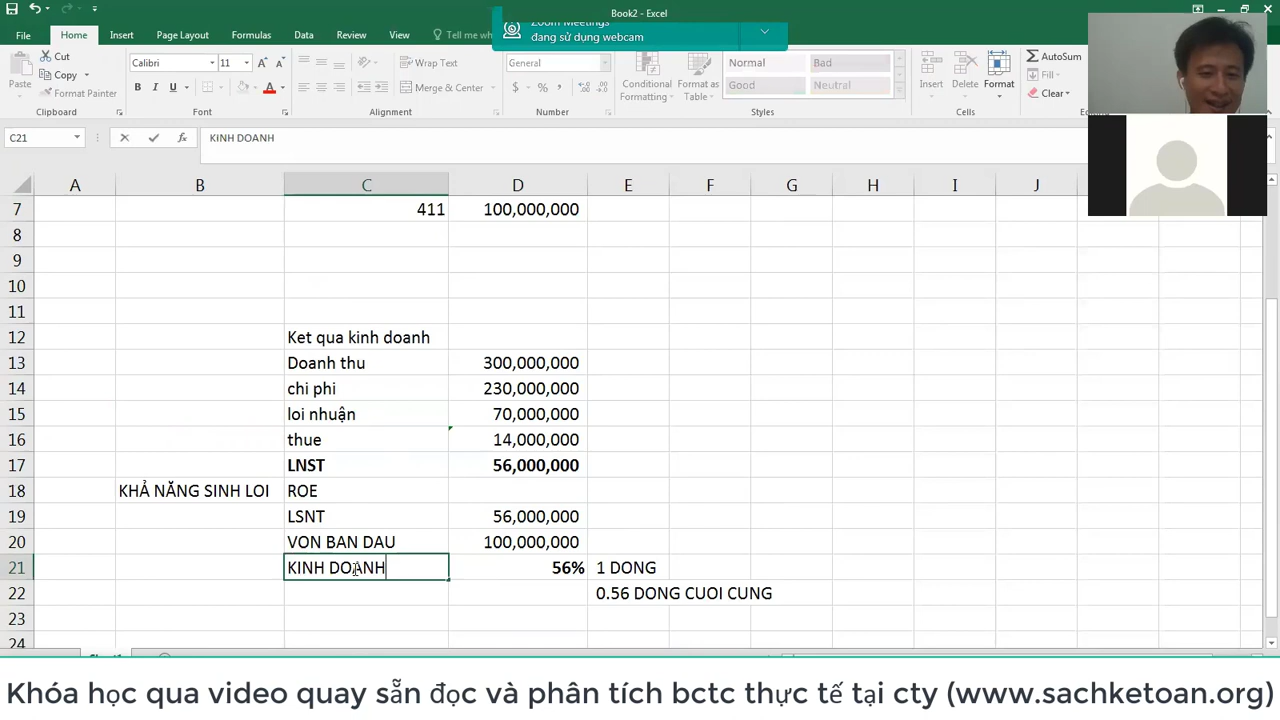 Book2 - Excel
Zoom Meetings
đang sử dụng webcam
File Home Insert Page Layout Formulas Data Review View Tell me
Cut
Copy
Format Painter
Paste
Clipboard
Calibri 11
B I U
Font
Wrap Text
Merge & Center
Alignment
General
$ % ,
Number
Conditional Formatting
Format as Table
Normal Bad
Good Neutral
Styles
Insert Delete Format
Cells
AutoSum
Fill
Clear
C21 fx KINH DOANH
A B C D E F G H I J
7 411 100,000,000
8
9
10
11
12 Ket qua kinh doanh
13 Doanh thu 300,000,000
14 chi phi 230,000,000
15 loi nhuận 70,000,000
16 thue 14,000,000
17 LNST 56,000,000
18 KHẢ NĂNG SINH LOI ROE
19 LSNT 56,000,000
20 VON BAN DAU 100,000,000
21 KINH DOANH 56% 1 DONG
22 0.56 DONG CUOI CUNG
23
24
Khóa học qua video quay sẵn đọc và phân tích bctc thực tế tại cty (www.sachketoan.org)